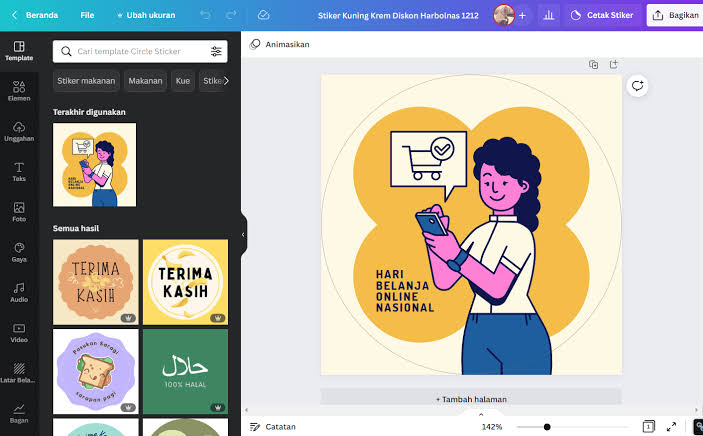 Beranda
File
Ubah ukuran
Stiker Kuning Krem Diskon Harbolnas 1212
+
Cetak Stiker
Bagikan
Template
Elemen
Unggahan
Teks
Foto
Gaya
Audio
Video
Latar Bela...
Bagan
Cari template Circle Sticker
Stiker makanan
Makanan
Kue
Stike
Terakhir digunakan
HARI
BELANJA
ONLINE
NASIONAL
Semua hasil
TERIMA
KASIH
TERIMA
KASIH
Pasukan Saragi
sarapan pagi
حلال
100% HALAL
Animasikan
HARI
BELANJA
ONLINE
NASIONAL
+ Tambah halaman
Catatan
142%
1